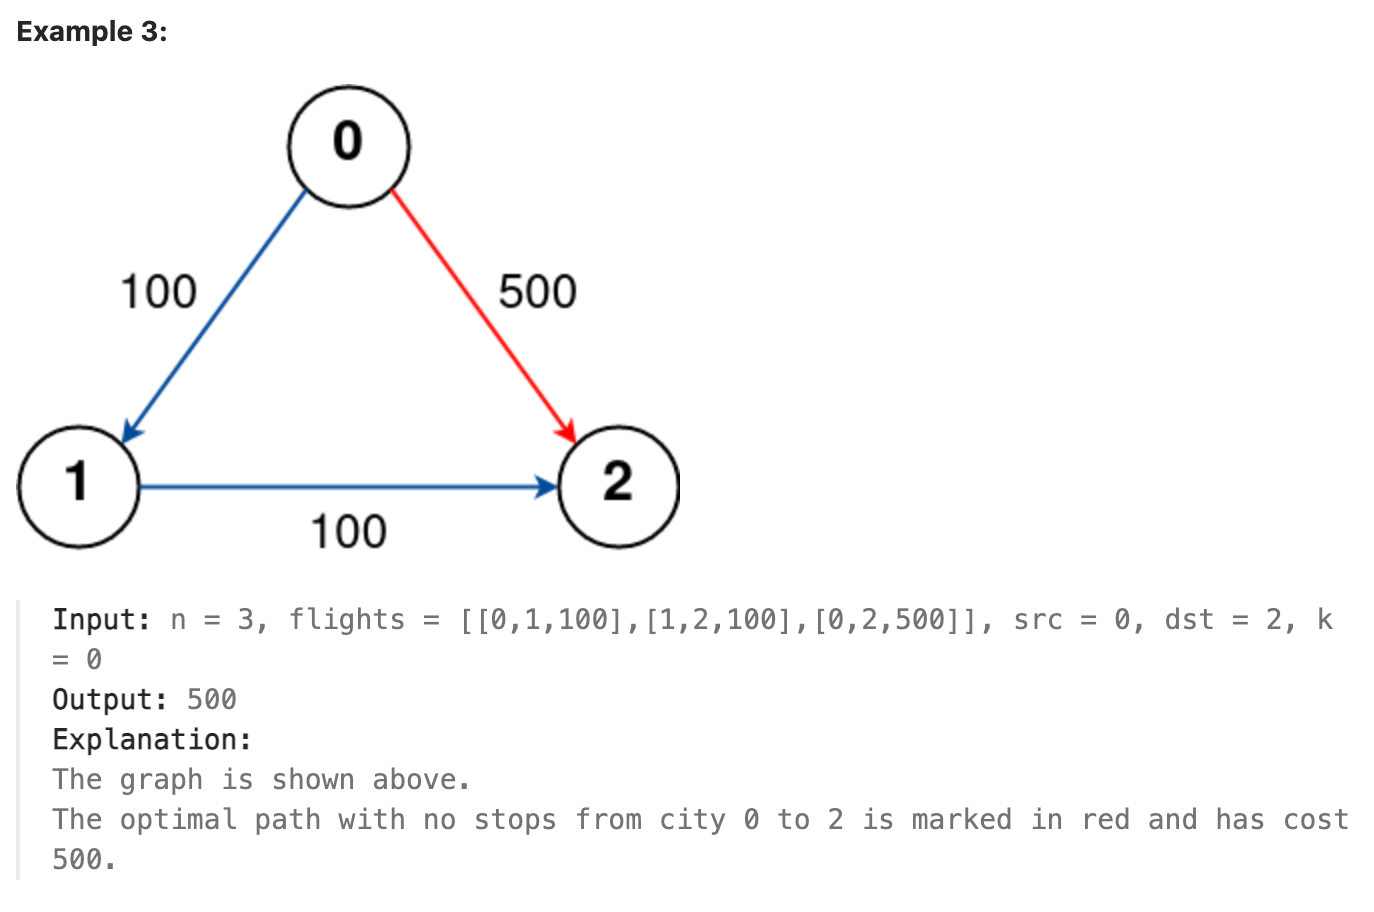 Example 3:
0
100
500
1
2
100
Input: n = 3, flights = [[0,1,100],[1,2,100],[0,2,500]], src = 0, dst = 2, k
= 0
Output: 500
Explanation:
The graph is shown above.
The optimal path with no stops from city 0 to 2 is marked in red and has cost
500.